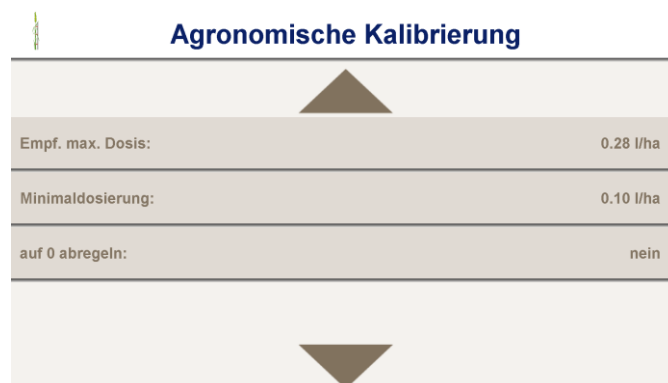 Agronomische Kalibrierung
Empf. max. Dosis: 0.28 l/ha
Minimaldosierung: 0.10 l/ha
auf 0 abregeln: nein